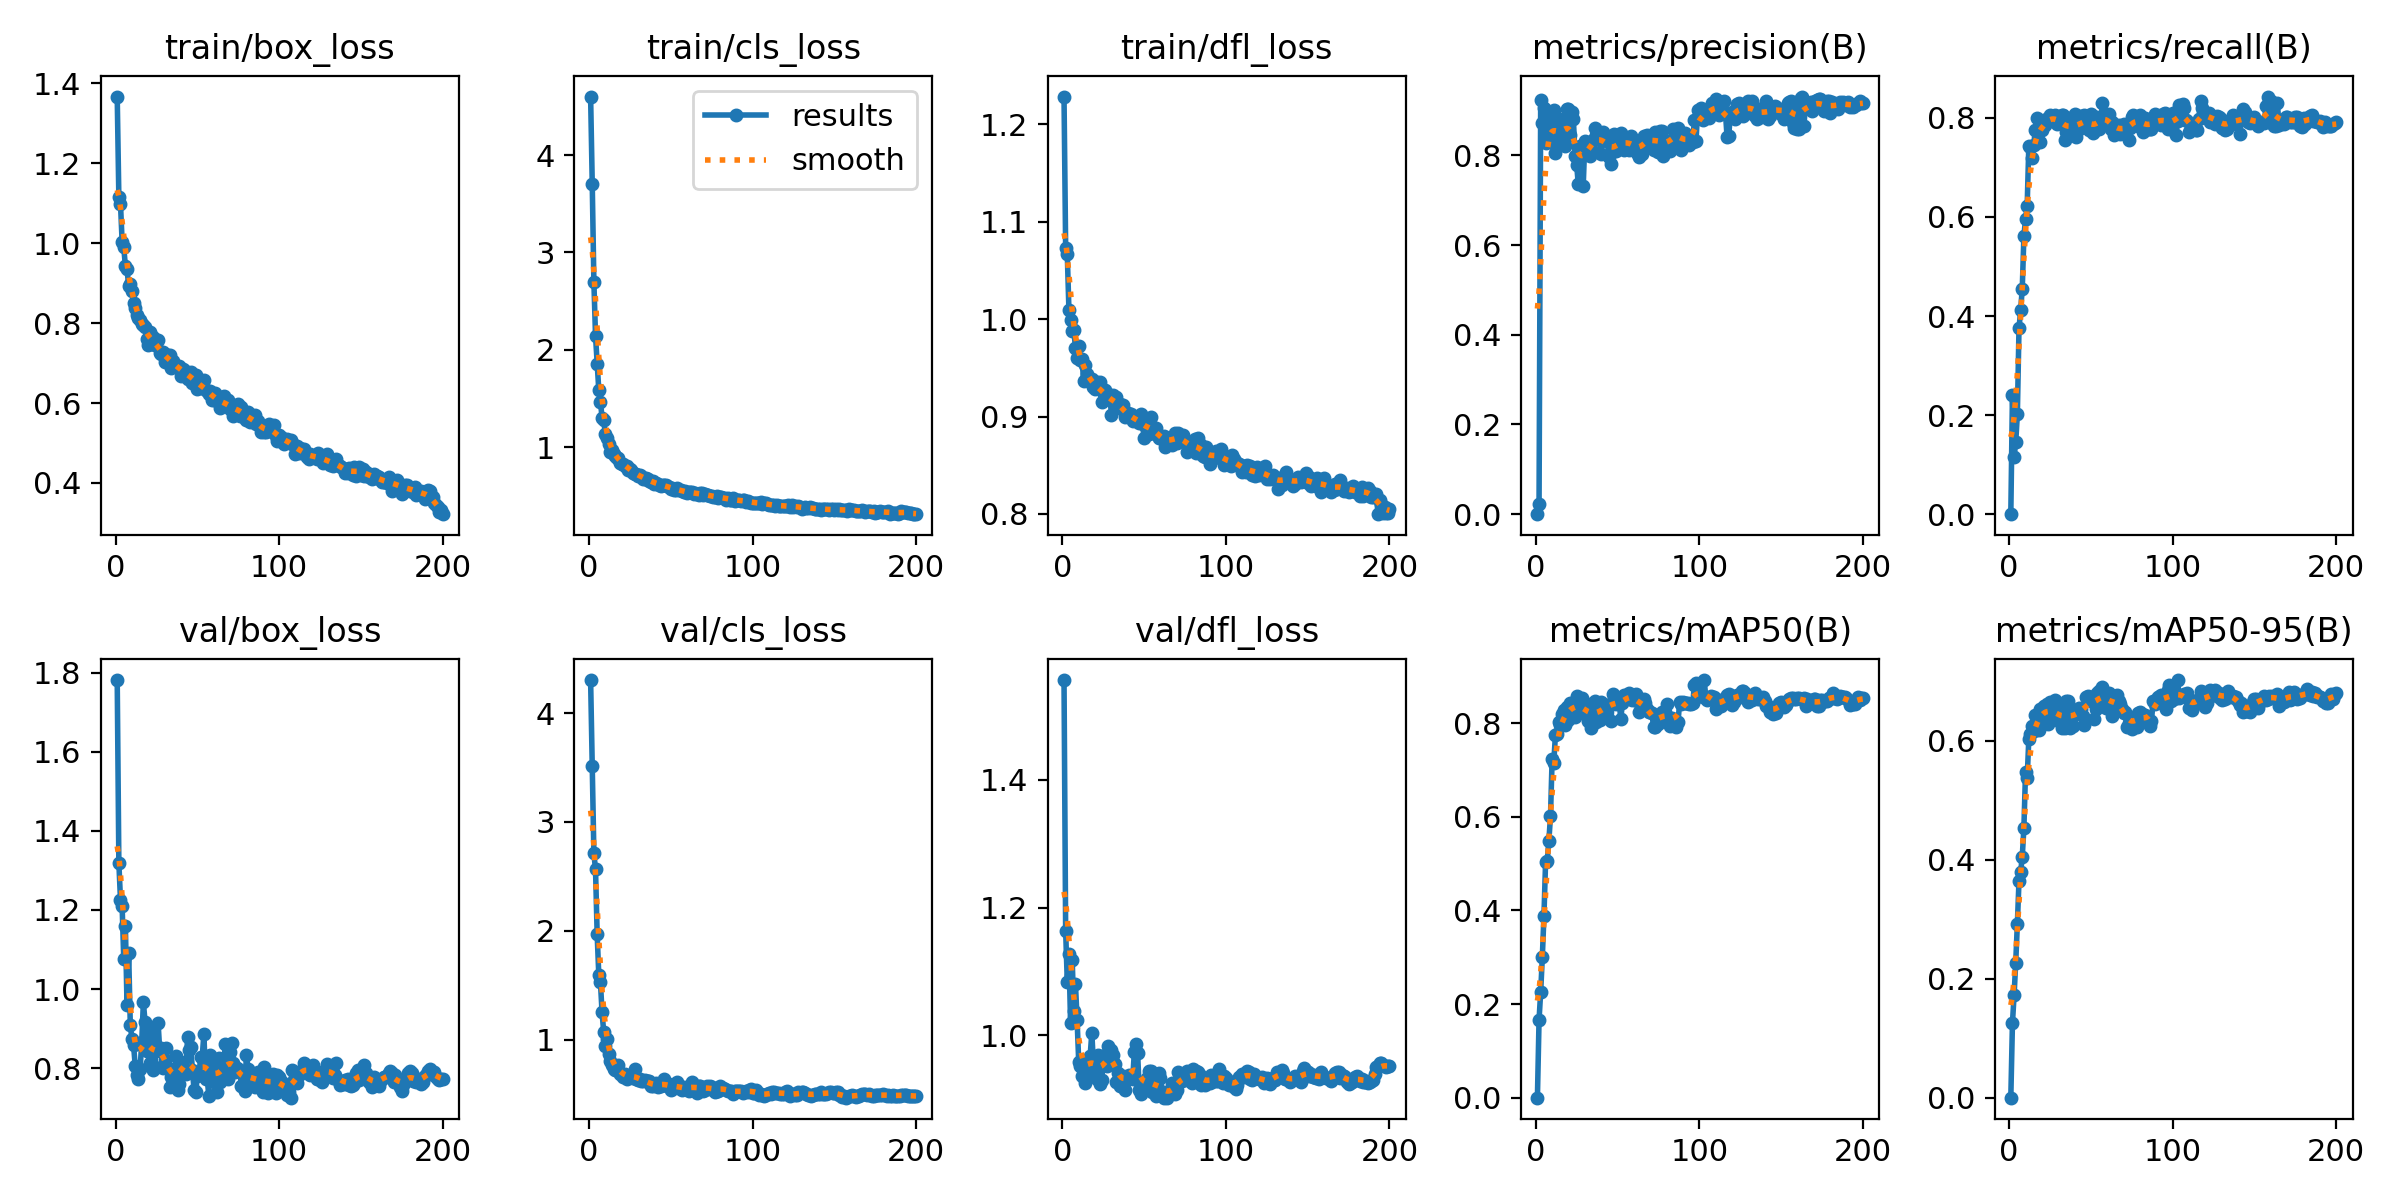 train/box_loss
1.4
1.2
1.0
0.8
0.6
0.4
0 100 200
train/cls_loss
results
smooth
4
3
2
1
0 100 200
train/dfl_loss
1.2
1.1
1.0
0.9
0.8
0 100 200
metrics/precision(B)
0.8
0.6
0.4
0.2
0.0
0 100 200
metrics/recall(B)
0.8
0.6
0.4
0.2
0.0
0 100 200
val/box_loss
1.8
1.6
1.4
1.2
1.0
0.8
0 100 200
val/cls_loss
4
3
2
1
0 100 200
val/dfl_loss
1.4
1.2
1.0
0 100 200
metrics/mAP50(B)
0.8
0.6
0.4
0.2
0.0
0 100 200
metrics/mAP50-95(B)
0.6
0.4
0.2
0.0
0 100 200